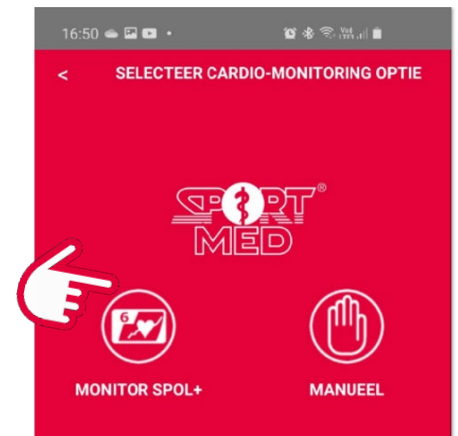 16:50
< SELECTEER CARDIO-MONITORING OPTIE
SPORT®
MED
6
MONITOR SPOL+ MANUEEL